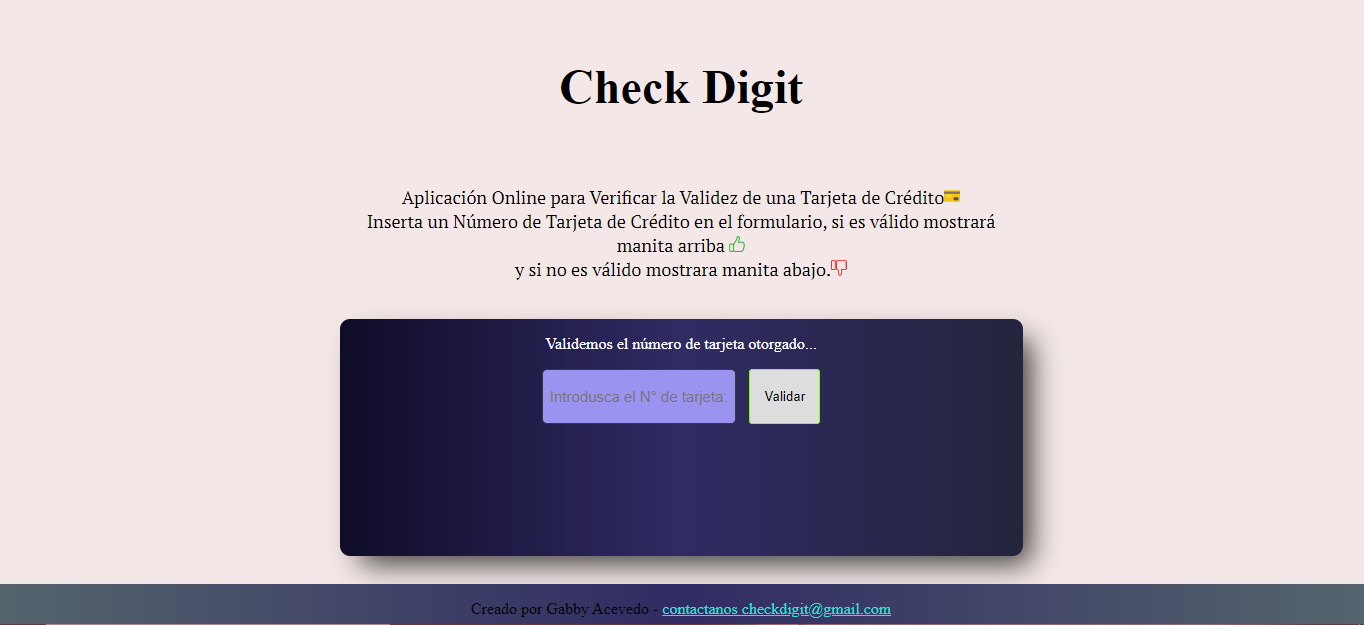 Check Digit
Aplicación Online para Verificar la Validez de una Tarjeta de Crédito
Inserta un Número de Tarjeta de Crédito en el formulario, si es válido mostrará
manita arriba
y si no es válido mostrara manita abajo.
Validemos el número de tarjeta otorgado...
Introdusca el N° de tarjeta:
Validar
Creado por Gabby Acevedo - contactanos checkdigit@gmail.com